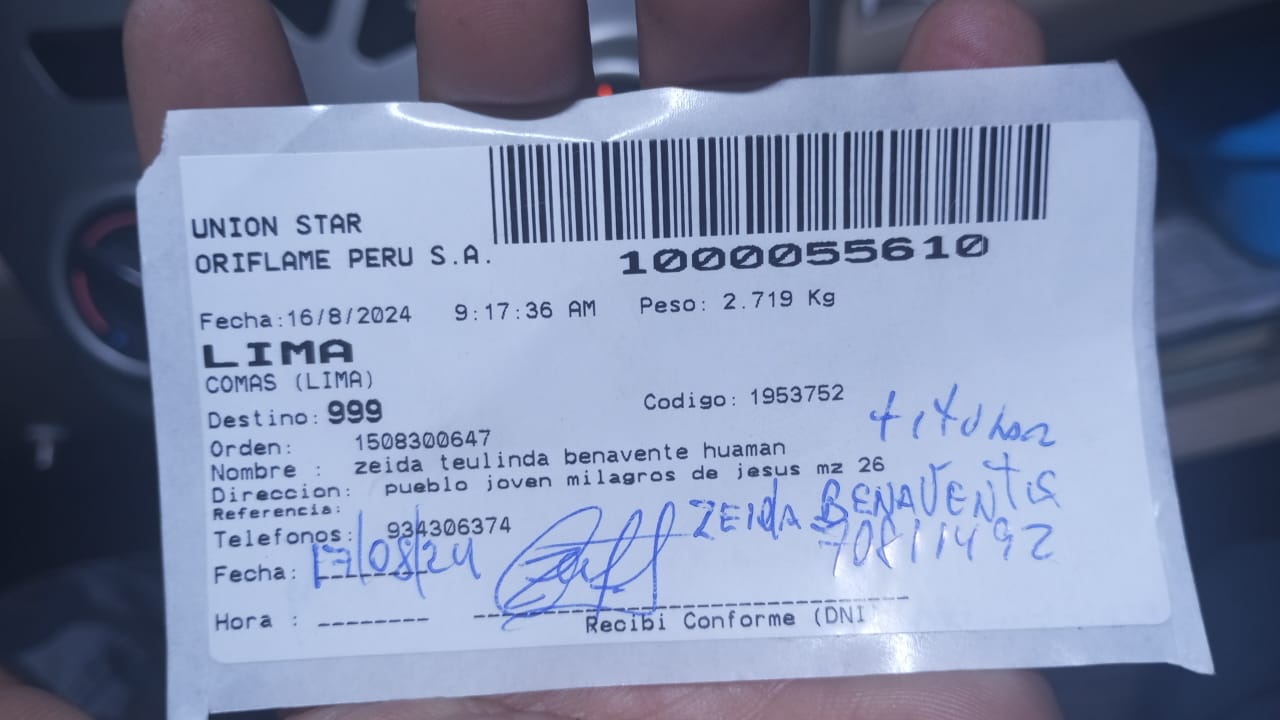 UNION STAR
ORIFLAME PERU S.A.
1000055610
Fecha:16/8/2024 9:17:36 AM Peso: 2.719 Kg
LIMA
COMAS (LIMA)
Destino: 999 Codigo: 1953752
Orden: 1508300647
Nombre : zeida teulinda benavente huaman
Direccion: pueblo joven milagros de jesus mz 26
Referencia:
Telefonos: 934306374
Fecha: 17/08/24
Hora : --------
Recibi Conforme (DNI
titular
ZEIDA BENAVENTE
70811492